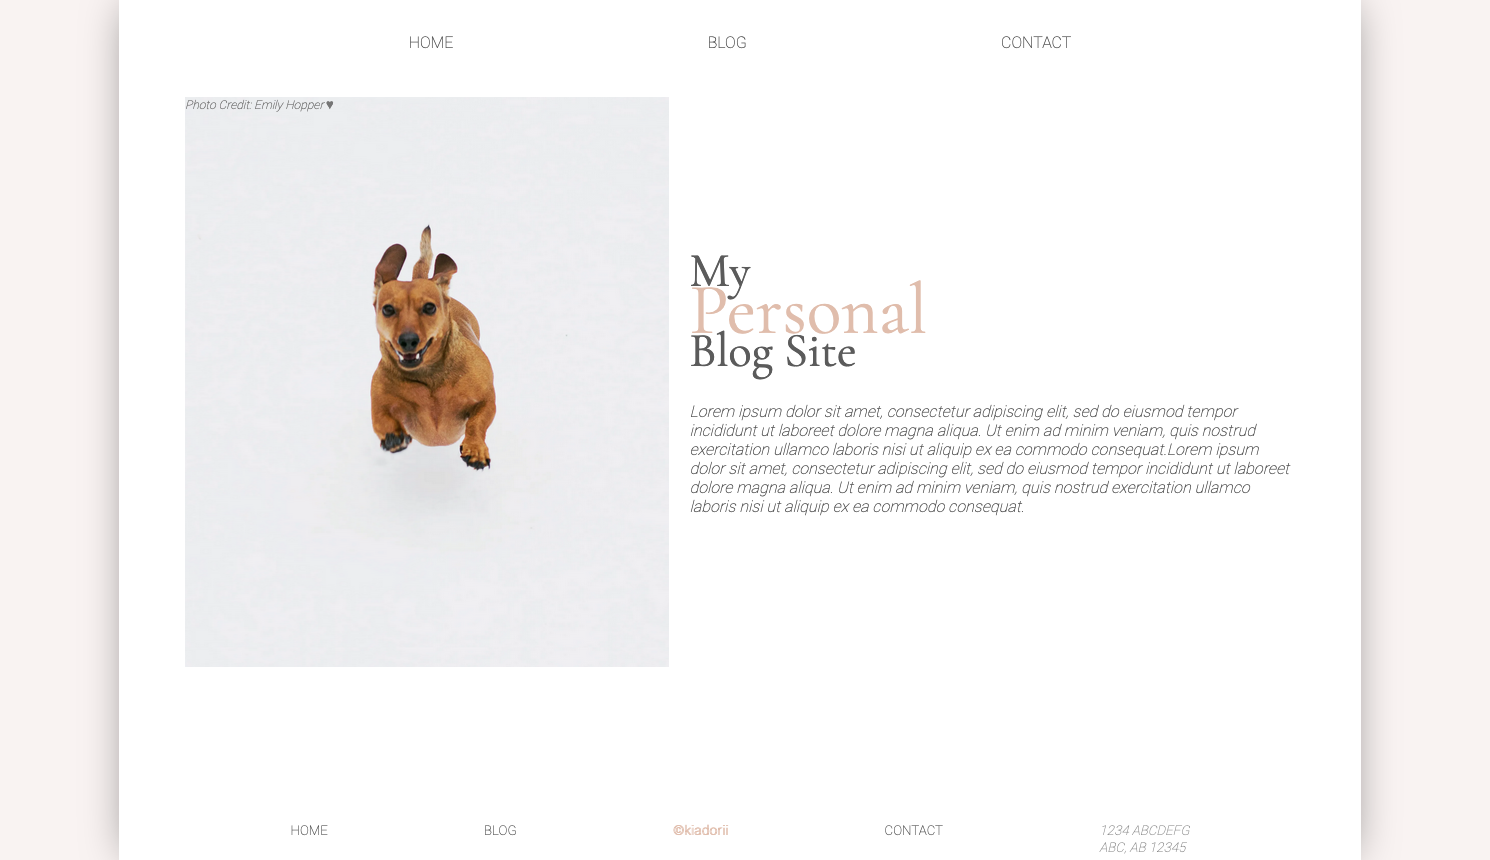 HOME
BLOG
CONTACT
Photo Credit: Emily Hopper ♥
My
Personal
Blog Site
Lorem ipsum dolor sit amet, consectetur adipiscing elit, sed do eiusmod tempor
incididunt ut laboreet dolore magna aliqua. Ut enim ad minim veniam, quis nostrud
exercitation ullamco laboris nisi ut aliquip ex ea commodo consequat.Lorem ipsum
dolor sit amet, consectetur adipiscing elit, sed do eiusmod tempor incididunt ut laboreet
dolore magna aliqua. Ut enim ad minim veniam, quis nostrud exercitation ullamco
laboris nisi ut aliquip ex ea commodo consequat.
HOME
BLOG
©kiadorii
CONTACT
1234 ABCDEFG
ABC, AB 12345